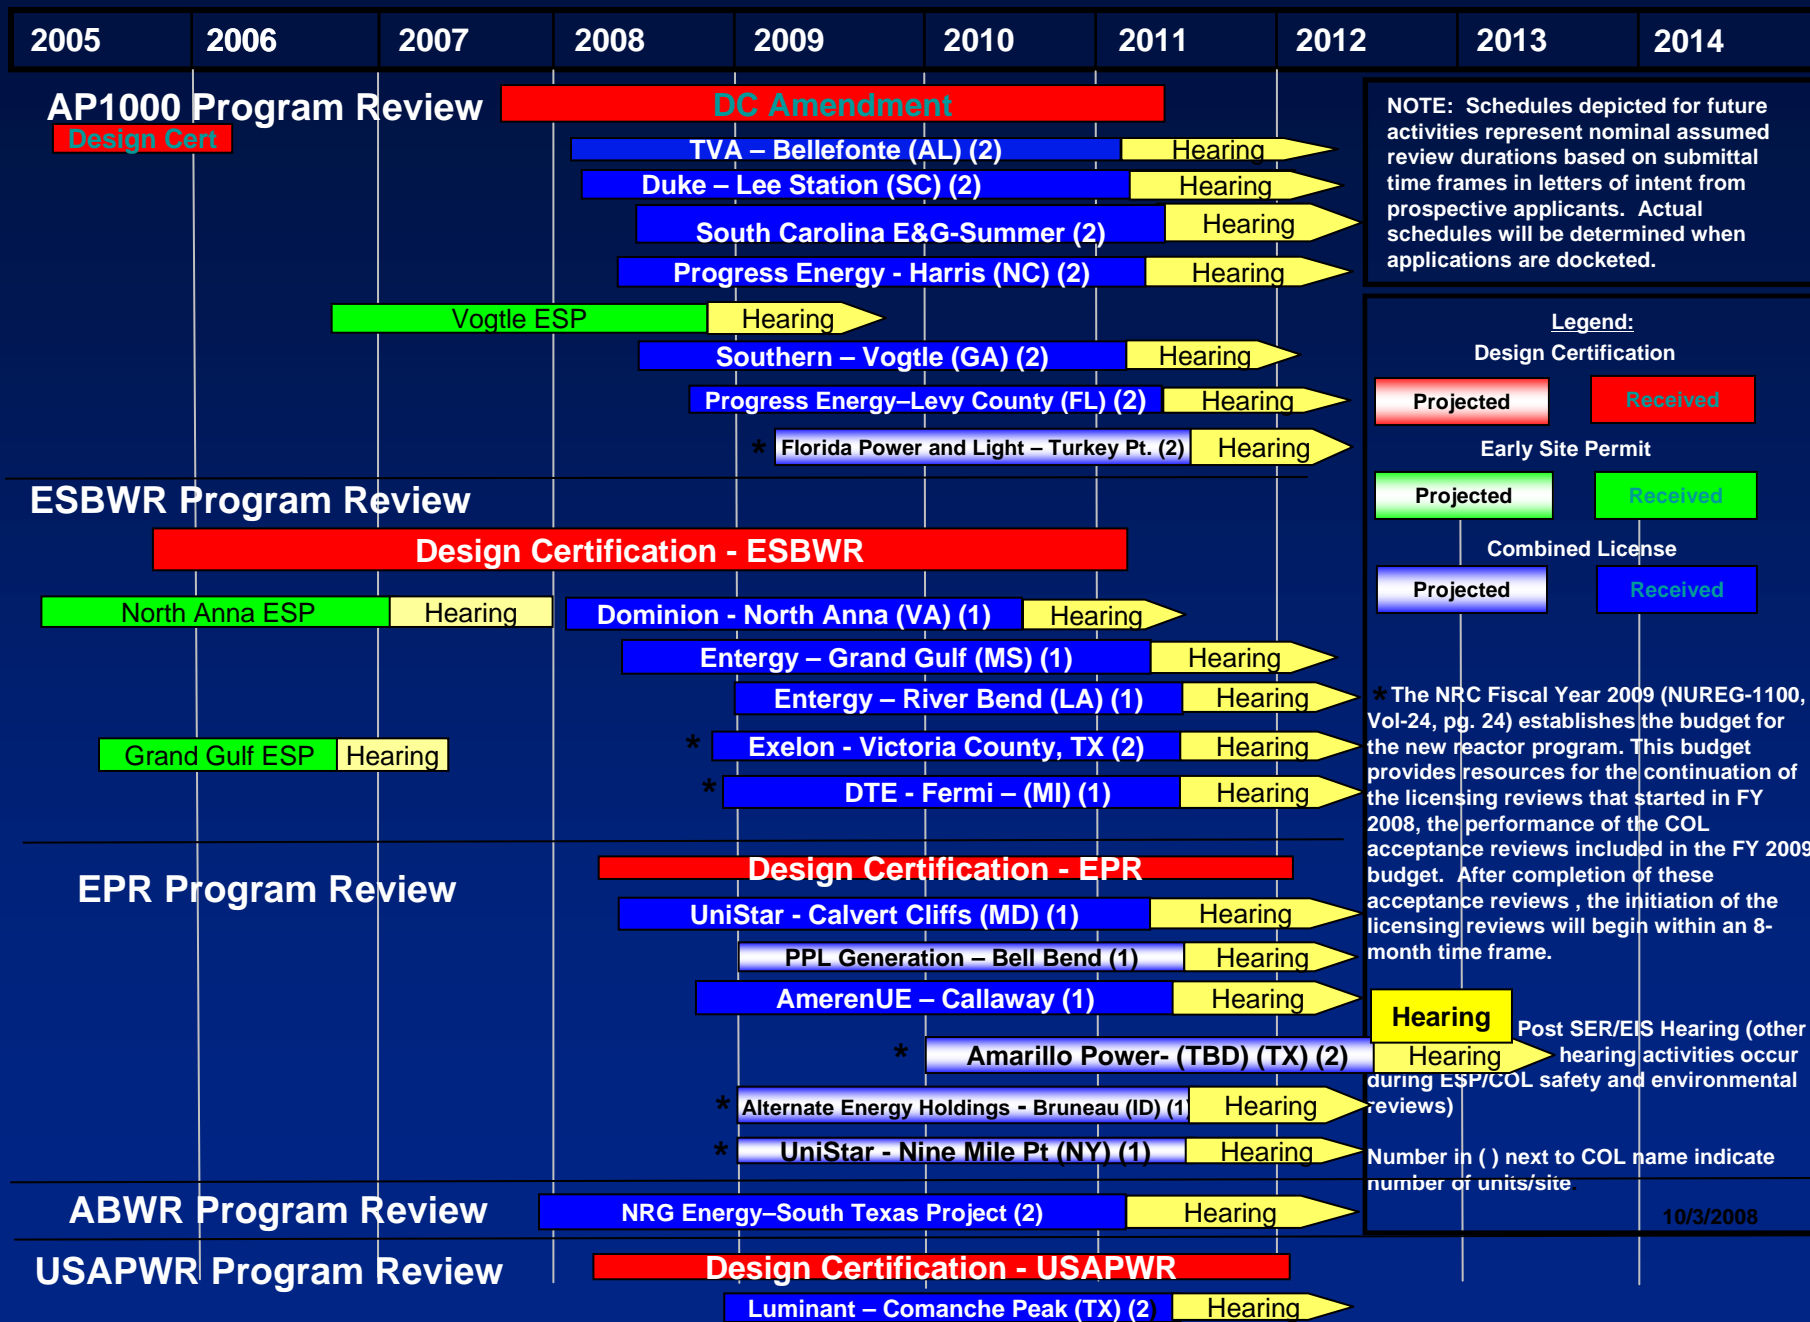 2005 2006 2007 2008 2009 2010 2011 2012 2013 2014
AP1000 Program Review
DC Amendment
Design Cert
TVA – Bellefonte (AL) (2) Hearing
Duke – Lee Station (SC) (2) Hearing
South Carolina E&G-Summer (2) Hearing
Progress Energy - Harris (NC) (2) Hearing
Vogtle ESP Hearing
Southern – Vogtle (GA) (2) Hearing
Progress Energy–Levy County (FL) (2) Hearing
* Florida Power and Light – Turkey Pt. (2) Hearing
ESBWR Program Review
Design Certification - ESBWR
North Anna ESP Hearing Dominion - North Anna (VA) (1) Hearing
Entergy – Grand Gulf (MS) (1) Hearing
Entergy – River Bend (LA) (1) Hearing
Grand Gulf ESP Hearing * Exelon - Victoria County, TX (2) Hearing
* DTE - Fermi – (MI) (1) Hearing
EPR Program Review
Design Certification - EPR
UniStar - Calvert Cliffs (MD) (1) Hearing
PPL Generation – Bell Bend (1) Hearing
AmerenUE – Callaway (1) Hearing
* Amarillo Power- (TBD) (TX) (2) Hearing
* Alternate Energy Holdings - Bruneau (ID) (1) Hearing
* UniStar - Nine Mile Pt (NY) (1) Hearing
ABWR Program Review
NRG Energy–South Texas Project (2) Hearing
USAPWR Program Review
Design Certification - USAPWR
Luminant – Comanche Peak (TX) (2) Hearing
NOTE: Schedules depicted for future
activities represent nominal assumed
review durations based on submittal
time frames in letters of intent from
prospective applicants. Actual
schedules will be determined when
applications are docketed.
Legend:
Design Certification
Projected Received
Early Site Permit
Projected Received
Combined License
Projected Received
* The NRC Fiscal Year 2009 (NUREG-1100,
Vol-24, pg. 24) establishes the budget for
the new reactor program. This budget
provides resources for the continuation of
the licensing reviews that started in FY
2008, the performance of the COL
acceptance reviews included in the FY 2009
budget. After completion of these
acceptance reviews , the initiation of the
licensing reviews will begin within an 8-
month time frame.
Hearing
Post SER/EIS Hearing (other
hearing activities occur
during ESP/COL safety and environmental
reviews)
Number in ( ) next to COL name indicate
number of units/site.
10/3/2008